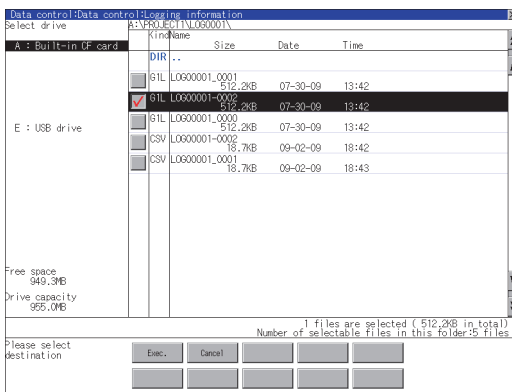 Data control:Data control:Logging information
Select drive A:\PROJECT1\LOG0001\
Kind Name
Size Date Time
A : Built-in CF card
DIR ..
G1L LOG00001_0001
512.2KB 07-30-09 13:42
G1L LOG00001-0002
512.2KB 07-30-09 13:42
G1L LOG00001_0000
512.2KB 07-30-09 13:42
E : USB drive
CSV LOG00001-0002
18.7KB 09-02-09 18:42
CSV LOG00001_0001
18.7KB 09-02-09 18:43
Free space
949.3MB
Drive capacity
955.0MB
1 files are selected ( 512.2KB in total)
Number of selectable files in this folder:5 files
Please select
destination
Exec. Cancel